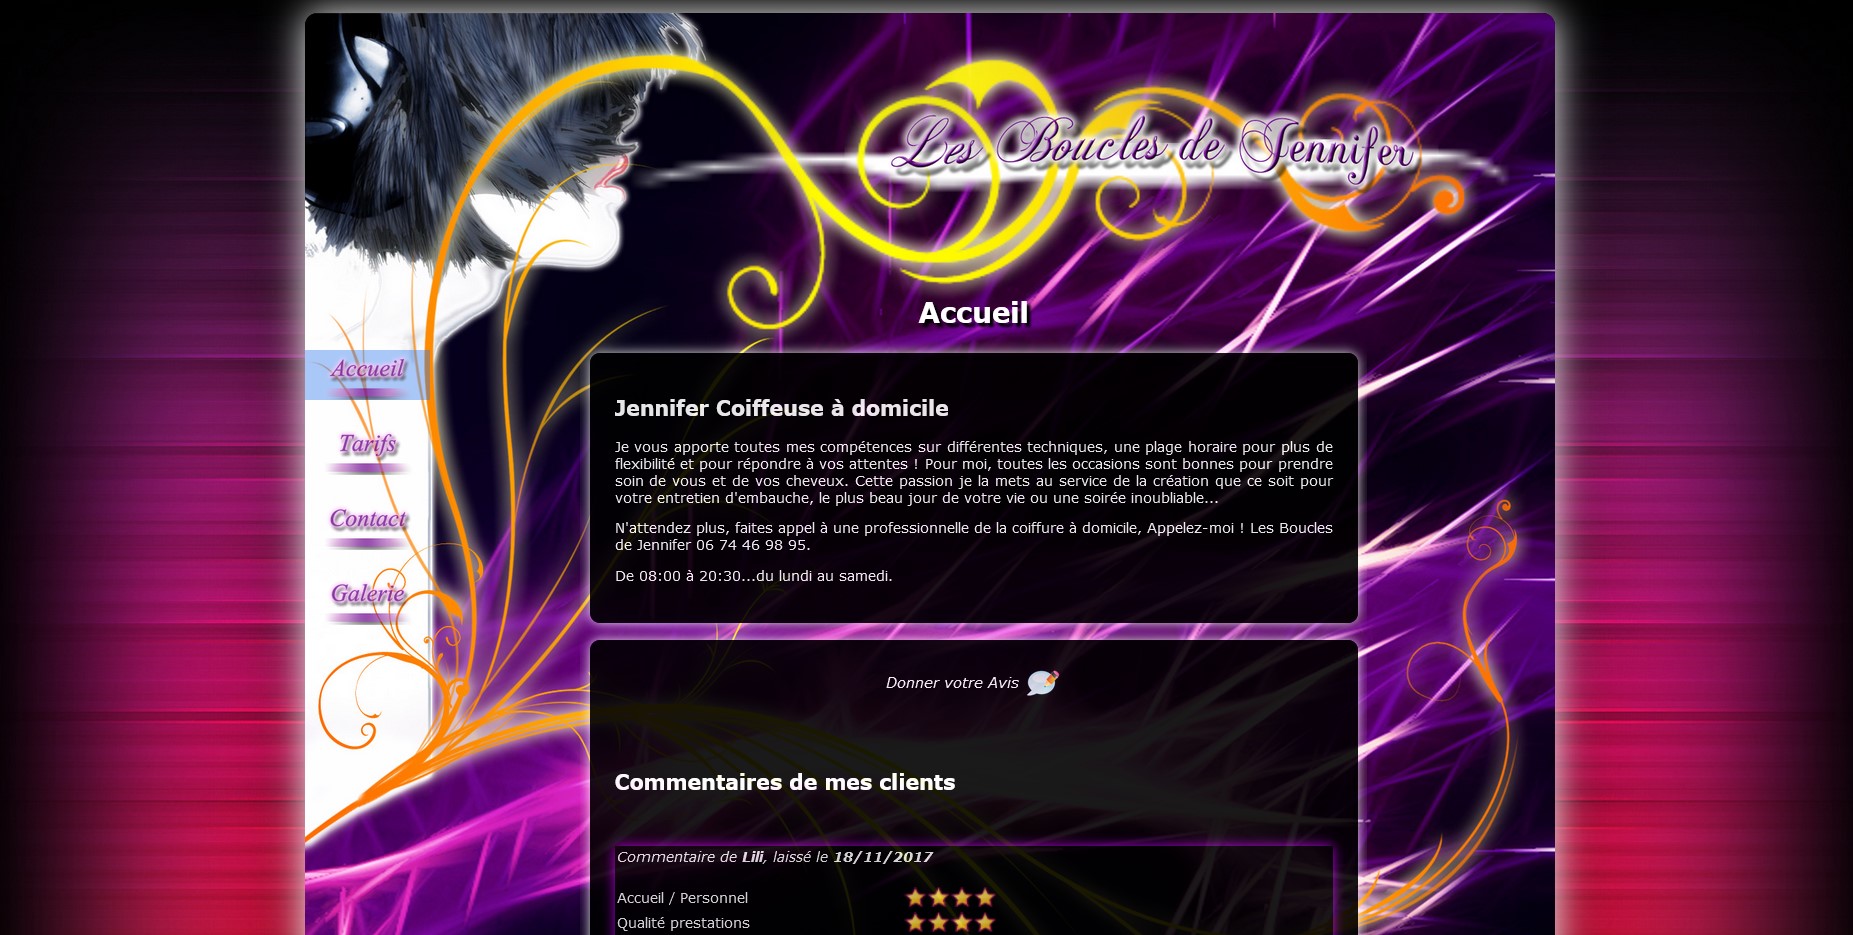 Les Boucles de Jennifer
Accueil
Accueil
Tarifs
Contact
Galerie
Jennifer Coiffeuse à domicile
Je vous apporte toutes mes compétences sur différentes techniques, une plage horaire pour plus de
flexibilité et pour répondre à vos attentes ! Pour moi, toutes les occasions sont bonnes pour prendre
soin de vous et de vos cheveux. Cette passion je la mets au service de la création que ce soit pour
votre entretien d'embauche, le plus beau jour de votre vie ou une soirée inoubliable...
N'attendez plus, faites appel à une professionnelle de la coiffure à domicile, Appelez-moi ! Les Boucles
de Jennifer 06 74 46 98 95.
De 08:00 à 20:30...du lundi au samedi.
Donner votre Avis
Commentaires de mes clients
Commentaire de Lili, laissé le 18/11/2017
Accueil / Personnel
Qualité prestations